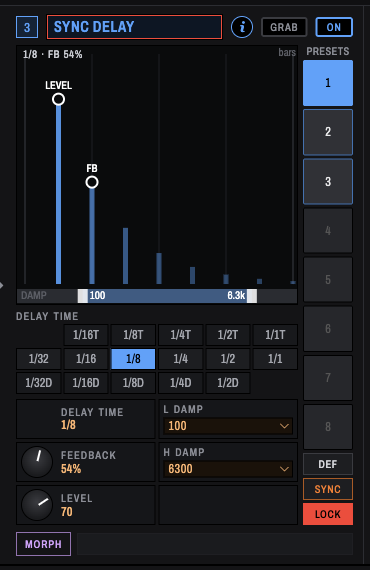 3 SYNC DELAY i GRAB ON
1/8 · FB 54% bars PRESETS
LEVEL
1
FB
2
3
4
5
DAMP 100 6.3k
DELAY TIME
1/16T 1/8T 1/4T 1/2T 1/1T
6
1/32 1/16 1/8 1/4 1/2 1/1
7
1/32D 1/16D 1/8D 1/4D 1/2D
DELAY TIME
1/8
L DAMP
100
8
FEEDBACK
54%
H DAMP
6300
DEF
SYNC
LEVEL
70
LOCK
MORPH